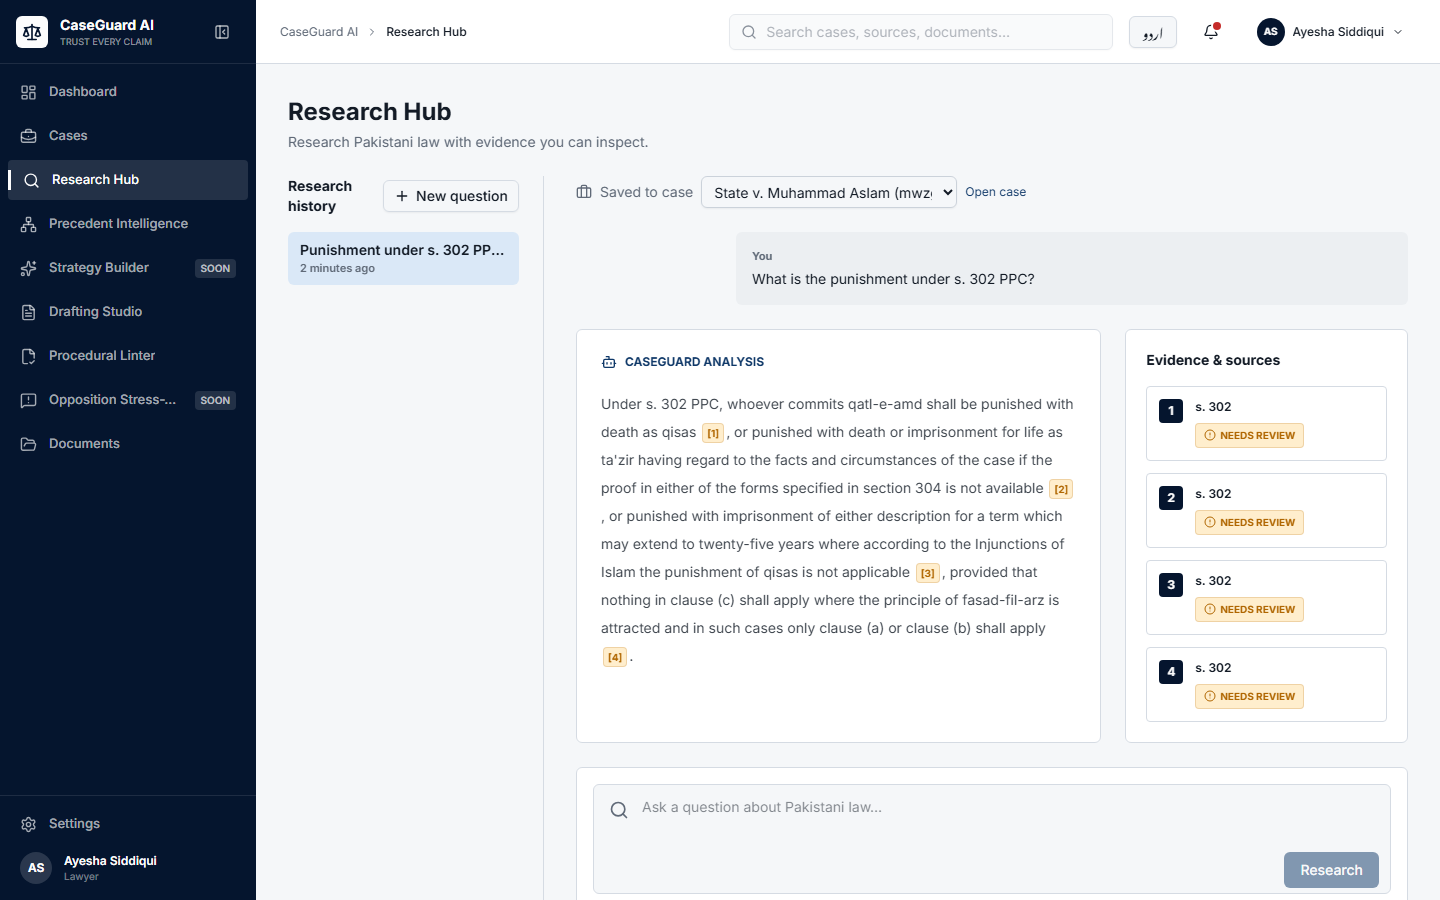 CaseGuard AI
TRUST EVERY CLAIM
Dashboard
Cases
Research Hub
Precedent Intelligence
Strategy Builder SOON
Drafting Studio
Procedural Linter
Opposition Stress-... SOON
Documents
Settings
AS Ayesha Siddiqui
Lawyer
CaseGuard AI > Research Hub
Search cases, sources, documents...
اردو
AS Ayesha Siddiqui
Research Hub
Research Pakistani law with evidence you can inspect.
Research
history
+ New question
Punishment under s. 302 PP...
2 minutes ago
Saved to case State v. Muhammad Aslam (mwz Open case
You
What is the punishment under s. 302 PPC?
CASEGUARD ANALYSIS
Under s. 302 PPC, whoever commits qatl-e-amd shall be punished with
death as qisas [1] , or punished with death or imprisonment for life as
ta'zir having regard to the facts and circumstances of the case if the
proof in either of the forms specified in section 304 is not available [2]
, or punished with imprisonment of either description for a term which
may extend to twenty-five years where according to the Injunctions of
Islam the punishment of qisas is not applicable [3] , provided that
nothing in clause (c) shall apply where the principle of fasad-fil-arz is
attracted and in such cases only clause (a) or clause (b) shall apply
[4] .
Evidence & sources
1 s. 302
NEEDS REVIEW
2 s. 302
NEEDS REVIEW
3 s. 302
NEEDS REVIEW
4 s. 302
NEEDS REVIEW
Ask a question about Pakistani law...
Research